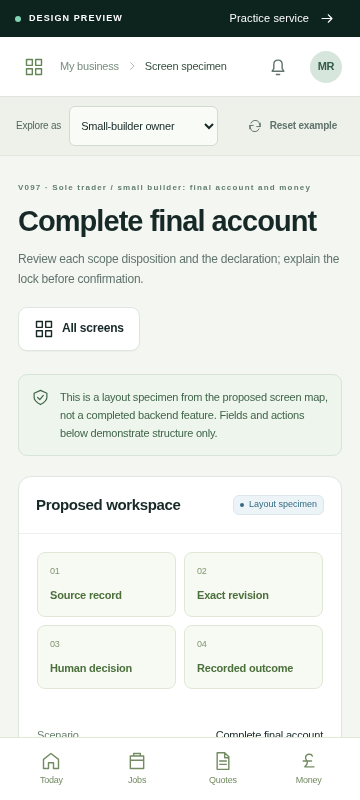 DESIGN PREVIEW
Practice service →
My business > Screen specimen
MR
Explore as
Small-builder owner
Reset example
V097 · Sole trader / small builder: final account and money
Complete final account
Review each scope disposition and the declaration; explain the
lock before confirmation.
All screens
This is a layout specimen from the proposed screen map,
not a completed backend feature. Fields and actions
below demonstrate structure only.
Proposed workspace
Layout specimen
01
Source record
02
Exact revision
03
Human decision
04
Recorded outcome
Scenario
Complete final account
Today
Jobs
Quotes
Money